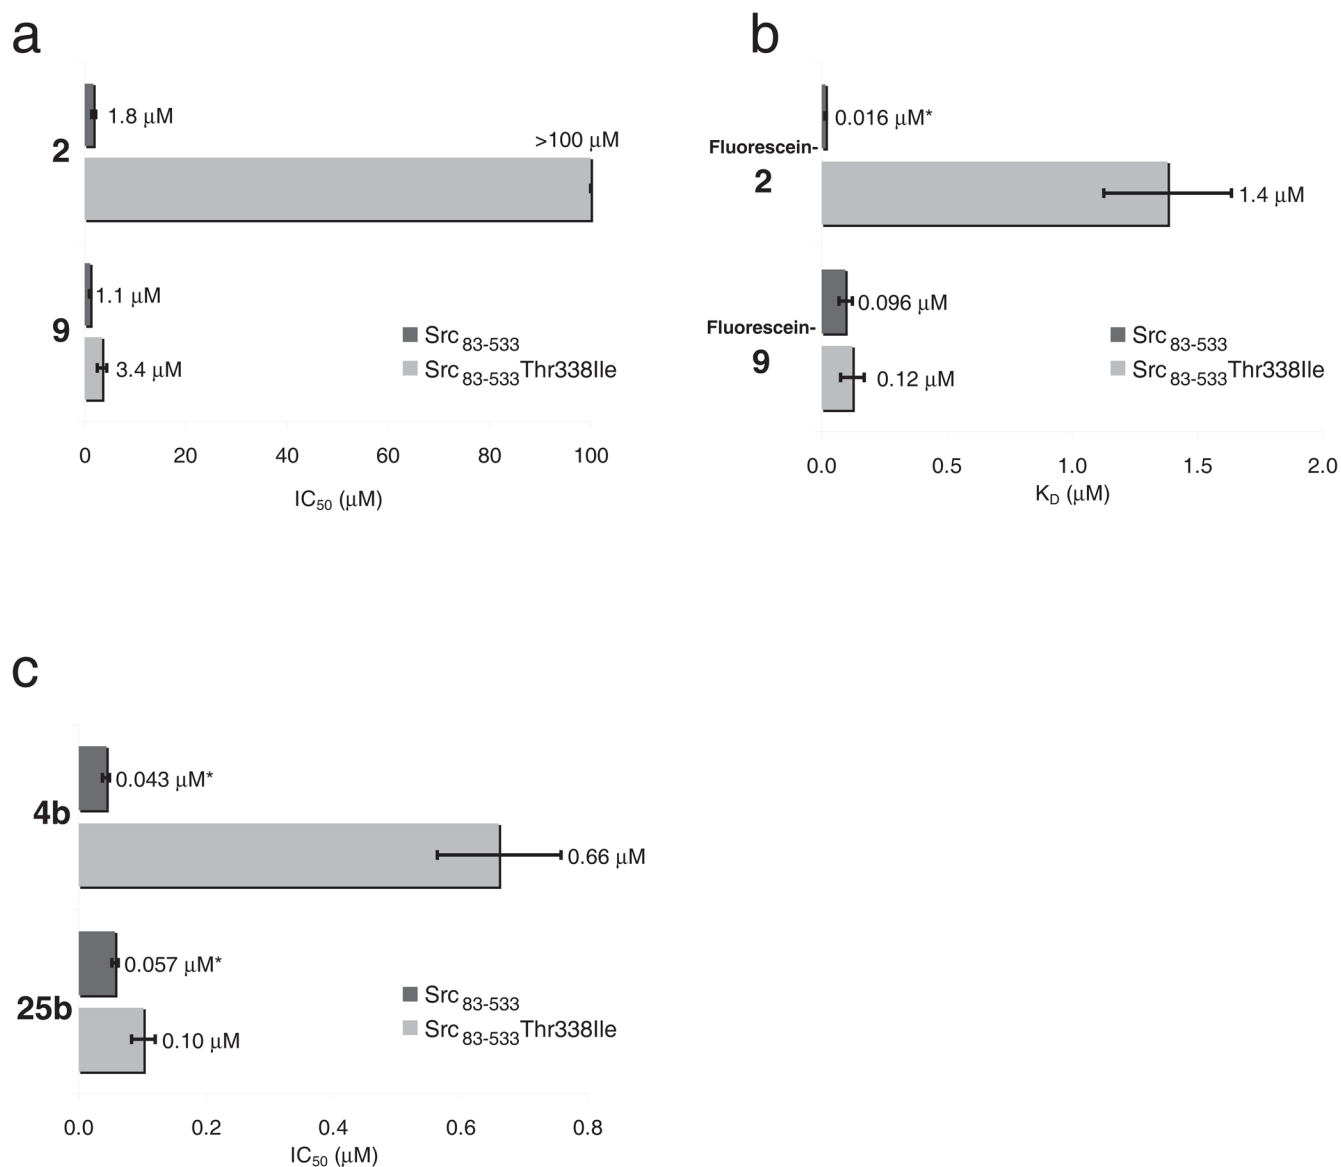 a
1.8 μM
2
>100 μM
1.1 μM
9
3.4 μM
Src 83-533
Src 83-533Thr338Ile
0 20 40 60 80 100
IC50 (μM)
b
0.016 μM*
Fluorescein-
2
1.4 μM
0.096 μM
Fluorescein-
9
0.12 μM
Src 83-533
Src 83-533Thr338Ile
0.0 0.5 1.0 1.5 2.0
KD (μM)
c
0.043 μM*
4b
0.66 μM
0.057 μM*
25b
0.10 μM
Src 83-533
Src 83-533Thr338Ile
0.0 0.2 0.4 0.6 0.8
IC50 (μM)